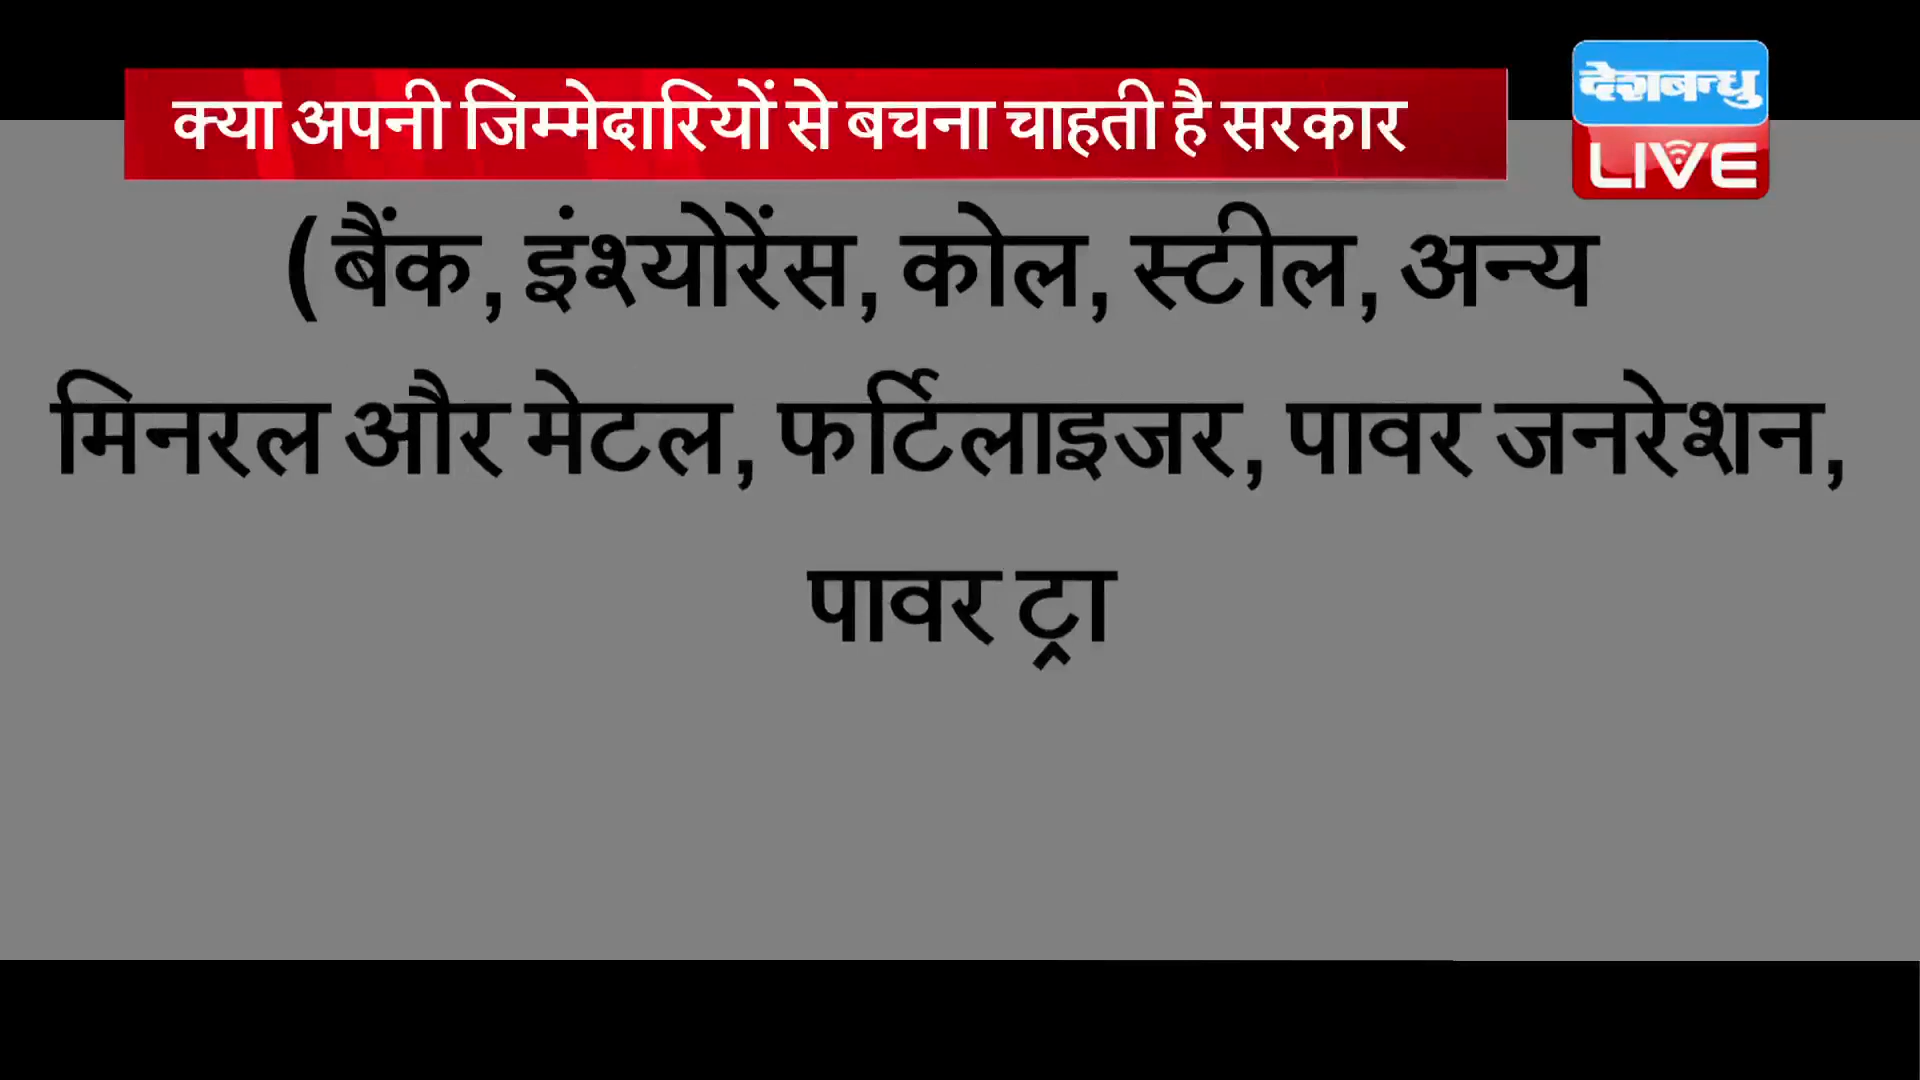 क्या अपनी जिम्मेदारियों से बचना चाहती है सरकार
देशबन्धु
LIVE
(बैंक, इंश्योरेंस, कोल, स्टील, अन्य
मिनरल और मेटल, फर्टिलाइजर, पावर जनरेशन,
पावर ट्रा